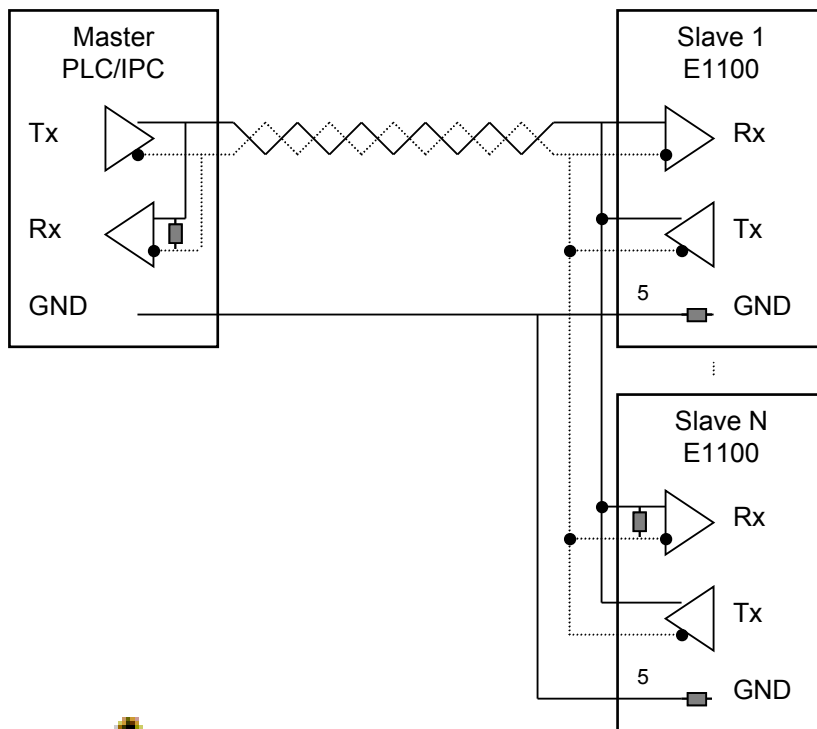 Master
PLC/IPC
Tx
Rx
GND
Slave 1
E1100
Rx
Tx
5
GND
Slave N
E1100
Rx
Tx
5
GND